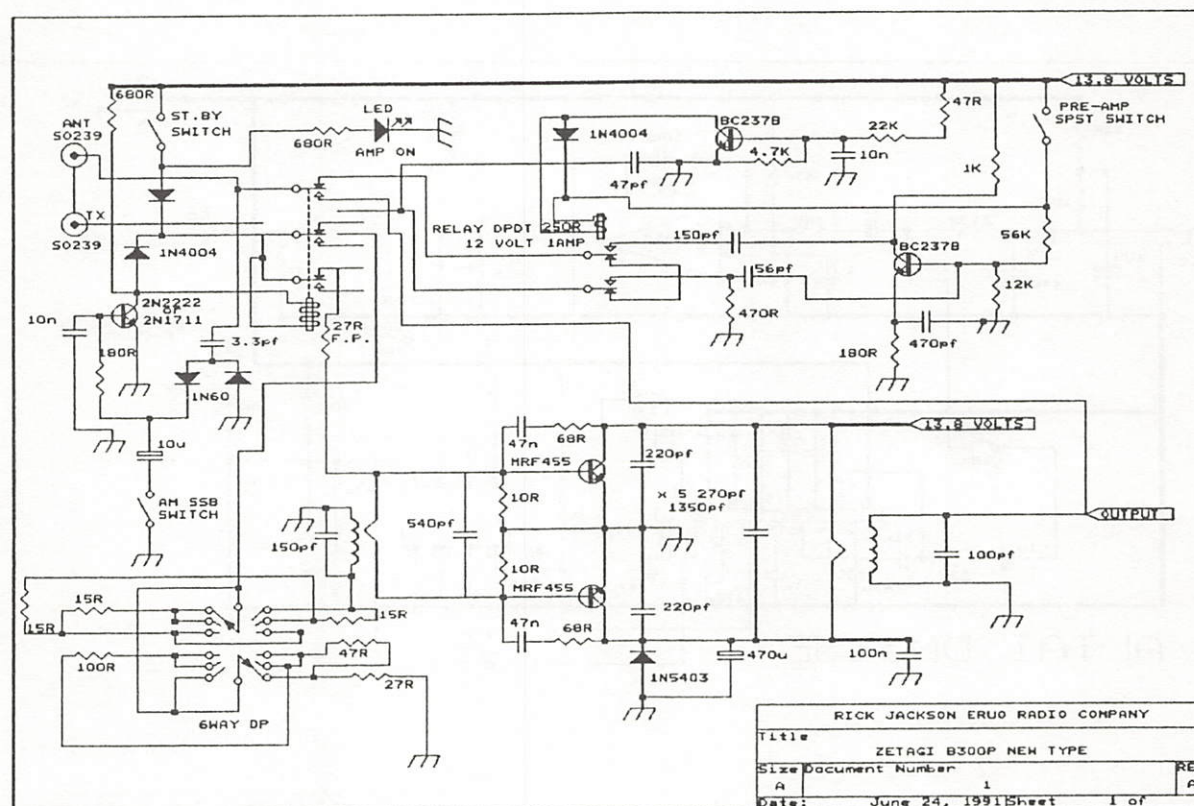 13.8 VOLTS
680R
ANT
SO239
ST.BY
SWITCH
LED
680R
AMP ON
1N4004
BC237B
47R
22K
4.7K
10n
PRE-AMP
SPST SWITCH
1K
47pf
TX
SO239
RELAY DPDT 250R
12 VOLT 1AMP
150pf
56K
1N4004
BC237B
56pf
12K
2N2222
or
2N1711
10n
27R
F.P.
470R
3.3pf
470pf
180R
180R
1N60
10u
13.8 VOLTS
47n
68R
220pf
MRF455
AM SSB
SWITCH
10R
x 5 270pf
1350pf
540pf
150pf
OUTPUT
100pf
10R
MRF455
15R
15R
15R
220pf
47n
68R
47R
100R
470u
100n
27R
1N5403
6WAY DP
RICK JACKSON ERUO RADIO COMPANY
Title
ZETAGI B300P NEW TYPE
Size Document Number RE
A 1 A
Date: June 24, 1991 Sheet 1 of